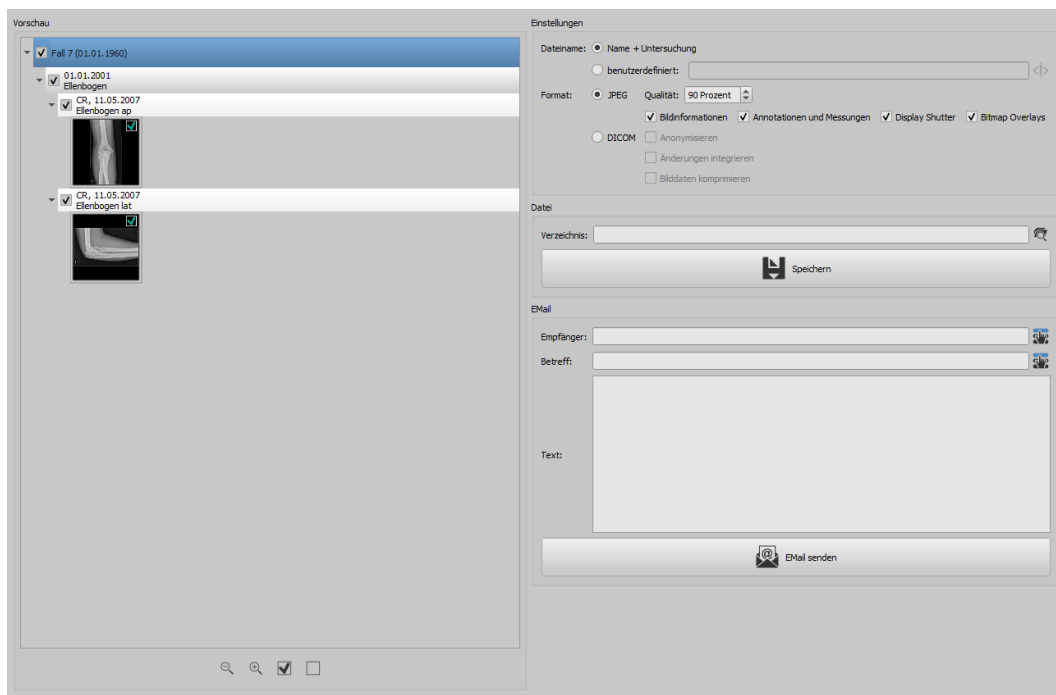 Vorschau
Fall 7 (01.01.1960)
01.01.2001
Ellenbogen
CR, 11.05.2007
Ellenbogen ap
CR, 11.05.2007
Ellenbogen lat
Einstellungen
Dateiname: Name + Untersuchung
benutzerdefiniert:
Format: JPEG Qualität: 90 Prozent
Bildinformationen Annotationen und Messungen Display Shutter Bitmap Overlays
DICOM Anonymisieren
Änderungen integrieren
Bilddaten komprimieren
Datei
Verzeichnis:
Speichern
EMail
Empfänger:
Betreff:
Text:
EMail senden